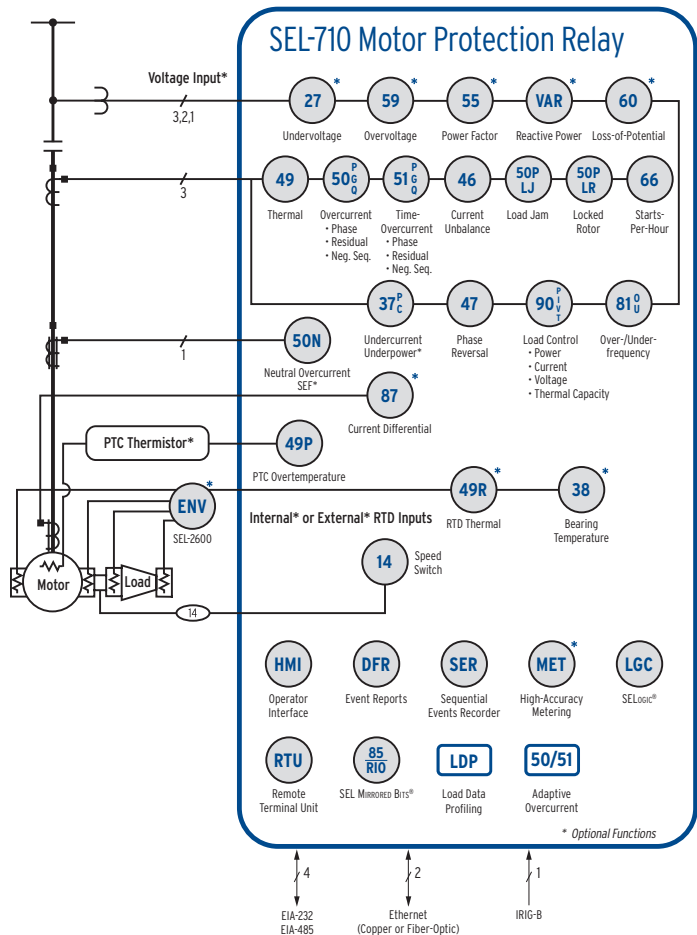 SEL-710 Motor Protection Relay
Voltage Input*
3,2,1
27 *
Undervoltage
59 *
Overvoltage
55 *
Power Factor
VAR *
Reactive Power
60 *
Loss-of-Potential
3
49
Thermal
50 P G Q
Overcurrent
• Phase
• Residual
• Neg. Seq.
51 P G Q
Time-
Overcurrent
• Phase
• Residual
• Neg. Seq.
46
Current
Unbalance
50P
LJ
Load Jam
50P
LR
Locked
Rotor
66
Starts-
Per-Hour
37 P C
Undercurrent
Underpower*
47
Phase
Reversal
90 P I V T
Load Control
• Power
• Current
• Voltage
• Thermal Capacity
81 O U
Over-/Under-
frequency
1
50N
Neutral Overcurrent
SEF*
87 *
Current Differential
PTC Thermistor*
49P
PTC Overtemperature
ENV *
SEL-2600
Internal* or External* RTD Inputs
49R *
RTD Thermal
38 *
Bearing
Temperature
14
Speed
Switch
Motor
Load
14
HMI
Operator
Interface
DFR
Event Reports
SER
Sequential
Events Recorder
MET *
High-Accuracy
Metering
LGC
SELOGIC®
RTU
Remote
Terminal Unit
85
RIO
SEL MIRRORED BITS®
LDP
Load Data
Profiling
50/51
Adaptive
Overcurrent
* Optional Functions
4
EIA-232
EIA-485
2
Ethernet
(Copper or Fiber-Optic)
1
IRIG-B